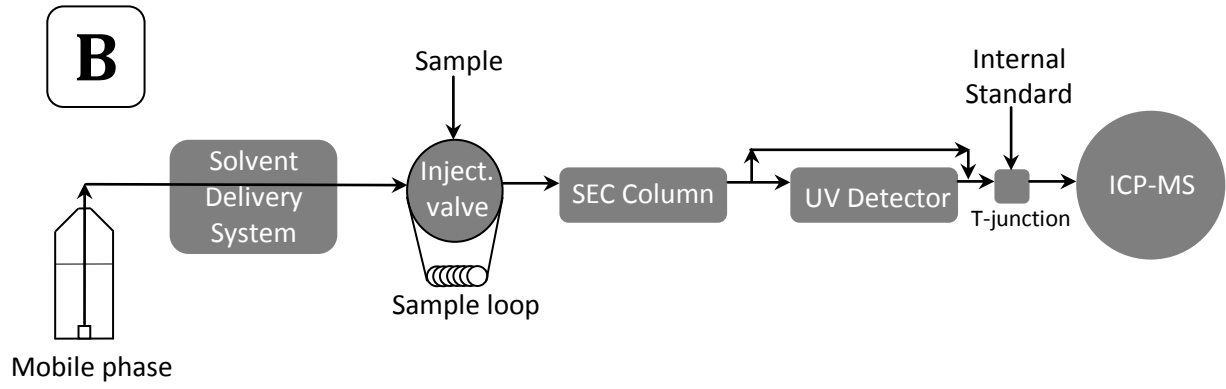 B
Sample
Internal
Standard
Solvent
Delivery
System
Inject.
valve
SEC Column
UV Detector
T-junction
ICP-MS
Sample loop
Mobile phase